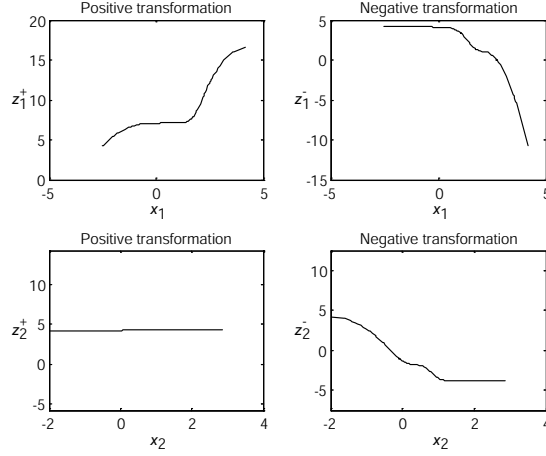 Positive transformation
20
15
z₁⁺
10
5
0
-5 0 5
x₁
Negative transformation
5
0
z₁⁻
-5
-10
-15
-5 0 5
x₁
Positive transformation
10
5
z₂⁺
0
-5
-2 0 2 4
x₂
Negative transformation
10
5
z₂⁻
0
-5
-2 0 2 4
x₂